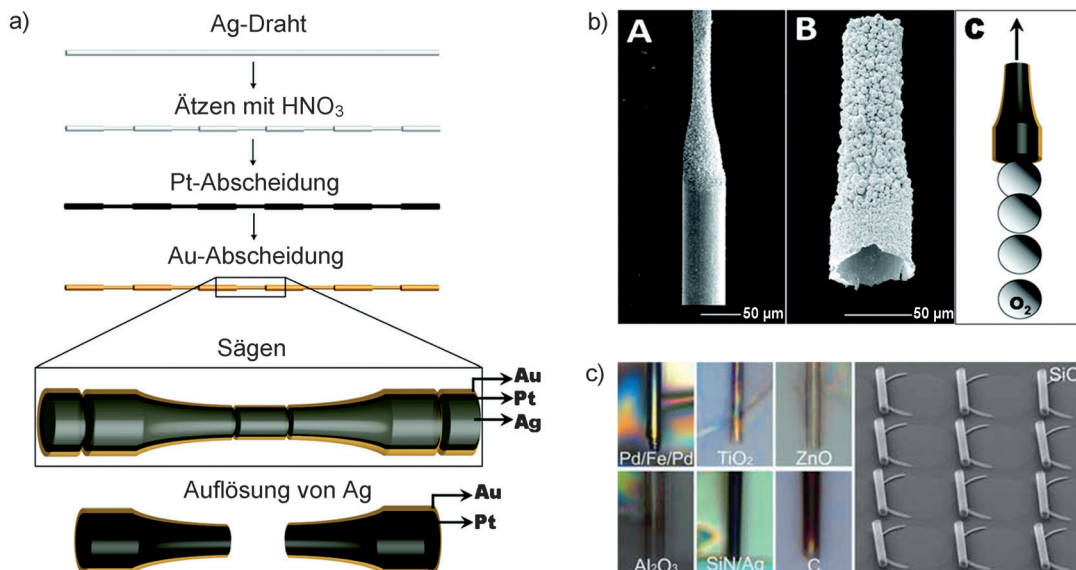 a)
Ag-Draht
Ätzen mit HNO₃
Pt-Abscheidung
Au-Abscheidung
Sägen
Au
Pt
Ag
Auflösung von Ag
Au
Pt
b)
A
50 µm
B
50 µm
C
O₂
c)
Pd/Fe/Pd
TiO₂
ZnO
Al₂O₃
SiN/Ag
C